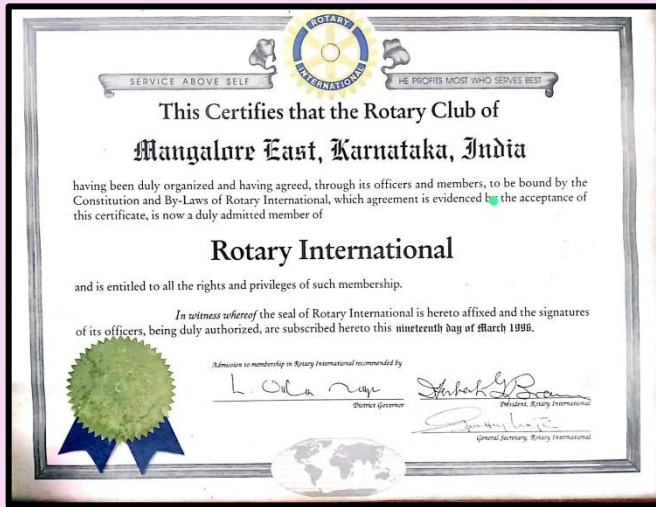 ROTARY
INTERNATIONAL
SERVICE ABOVE SELF
HE PROFITS MOST WHO SERVES BEST
This Certifies that the Rotary Club of
Mangalore East, Karnataka, India
having been duly organized and having agreed, through its officers and members, to be bound by the
Constitution and By-Laws of Rotary International, which agreement is evidenced by the acceptance of
this certificate, is now a duly admitted member of
Rotary International
and is entitled to all the rights and privileges of such membership.
In witness whereof the seal of Rotary International is hereto affixed and the signatures
of its officers, being duly authorized, are subscribed hereto this nineteenth day of March 1996.
Admission to membership in Rotary International recommended by
District Governor
President, Rotary International
General Secretary, Rotary International